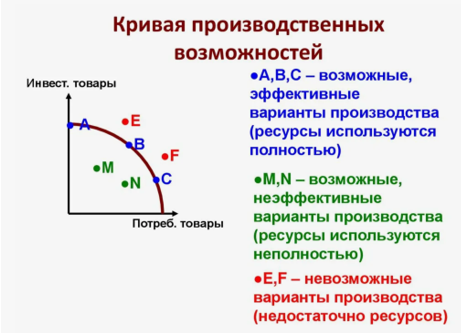 Кривая производственных
возможностей
Инвест. товары
●A,B,C – возможные,
эффективные
варианты производства
(ресурсы используются
полностью)
A
●E
B
●F
●M
●N
C
Потреб. товары
●M,N – возможные,
неэффективные
варианты производства
(ресурсы используются
неполностью)
●E,F – невозможные
варианты производства
(недостаточно ресурсов)